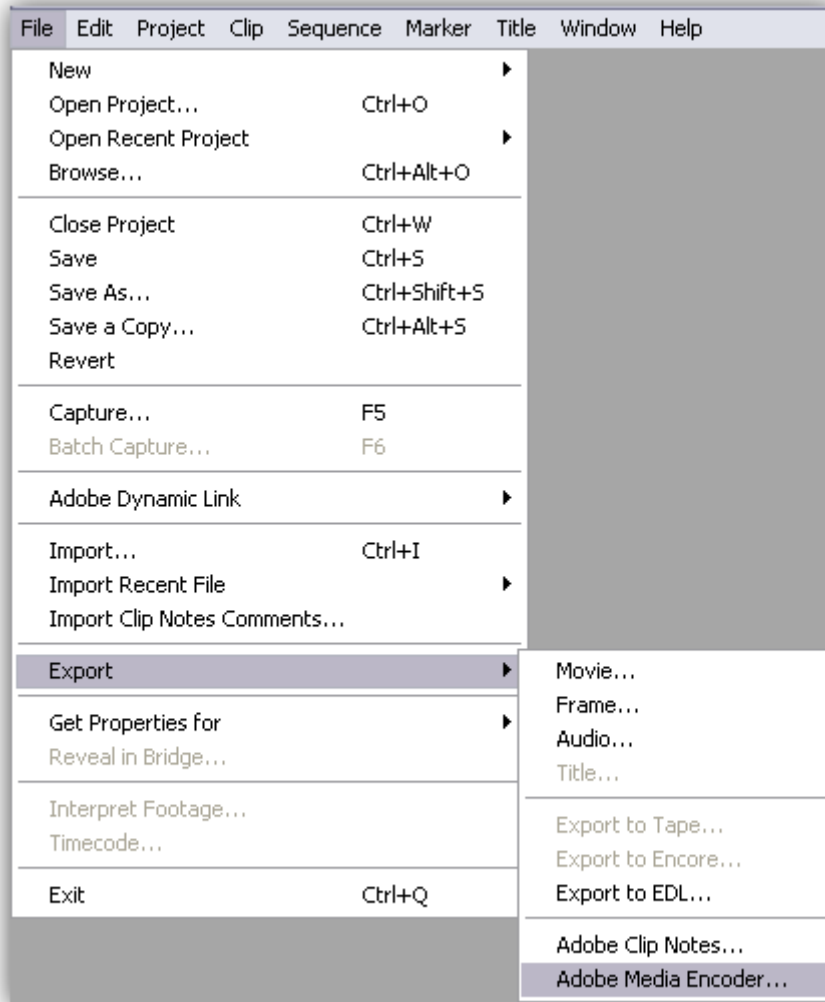 File Edit Project Clip Sequence Marker Title Window Help
New
Open Project... Ctrl+O
Open Recent Project
Browse... Ctrl+Alt+O
Close Project Ctrl+W
Save Ctrl+S
Save As... Ctrl+Shift+S
Save a Copy... Ctrl+Alt+S
Revert
Capture... F5
Batch Capture... F6
Adobe Dynamic Link
Import... Ctrl+I
Import Recent File
Import Clip Notes Comments...
Export
Get Properties for
Reveal in Bridge...
Interpret Footage...
Timecode...
Exit Ctrl+Q
Movie...
Frame...
Audio...
Title...
Export to Tape...
Export to Encore...
Export to EDL...
Adobe Clip Notes...
Adobe Media Encoder...